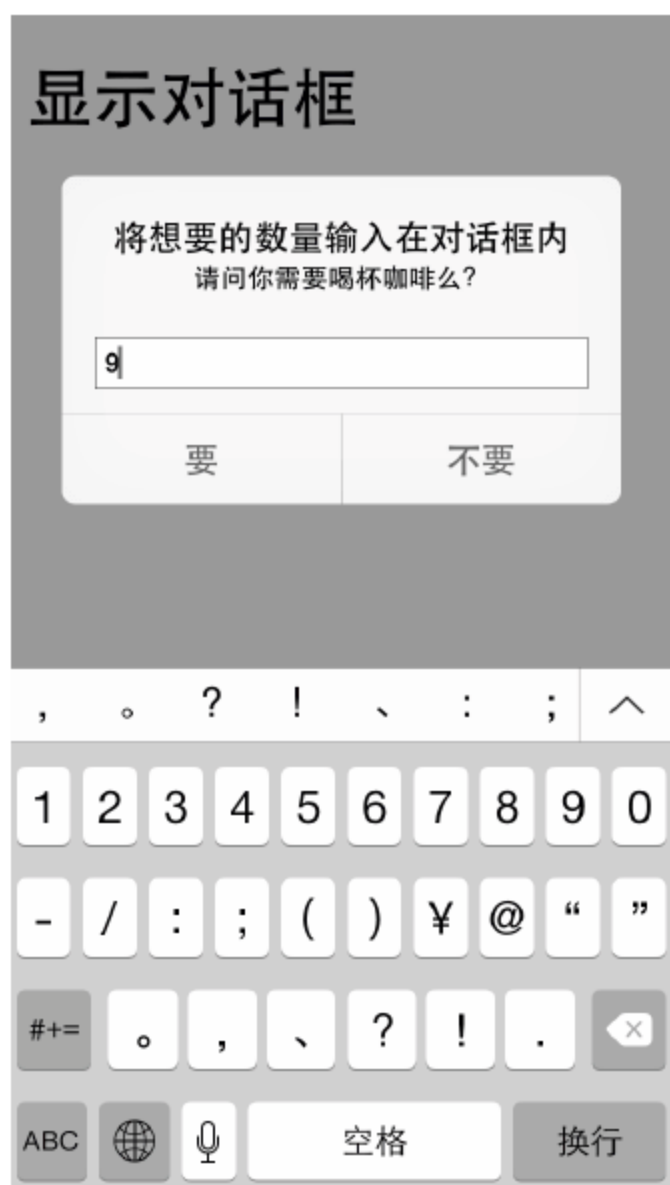 显示对话框
将想要的数量输入在对话框内
请问你需要喝杯咖啡么?
9
要 不要
, 。 ? ! 、 : ;
1 2 3 4 5 6 7 8 9 0
- / : ; ( ) ¥ @ “ ”
#+= 。 , 、 ? ! .
ABC 空格 换行